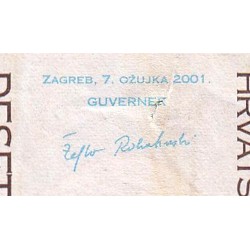 ZAGREB, 7. OŽUJKA 2001.
GUVERNER
Željko Rohatinski
DESET
HRVATS